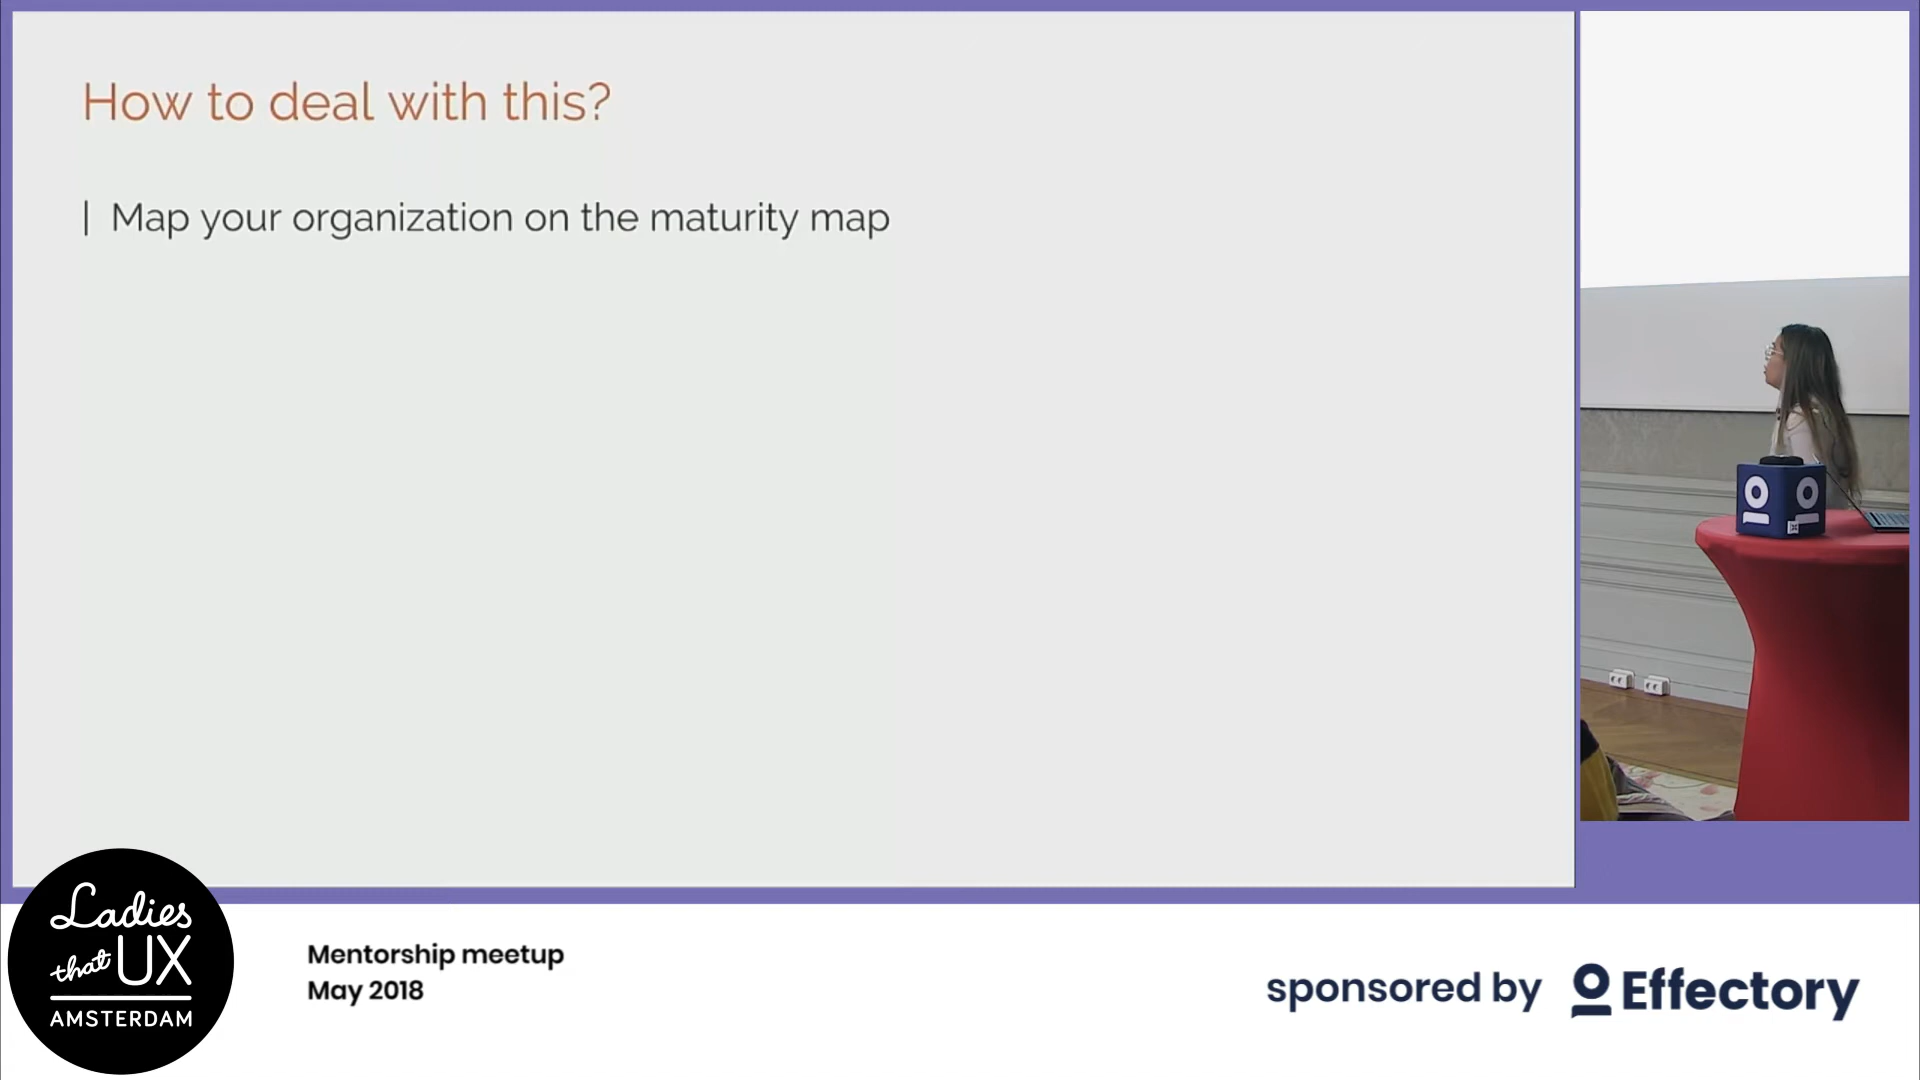 How to deal with this?
| Map your organization on the maturity map
Ladies
that UX
AMSTERDAM
Mentorship meetup
May 2018
sponsored by Effectory